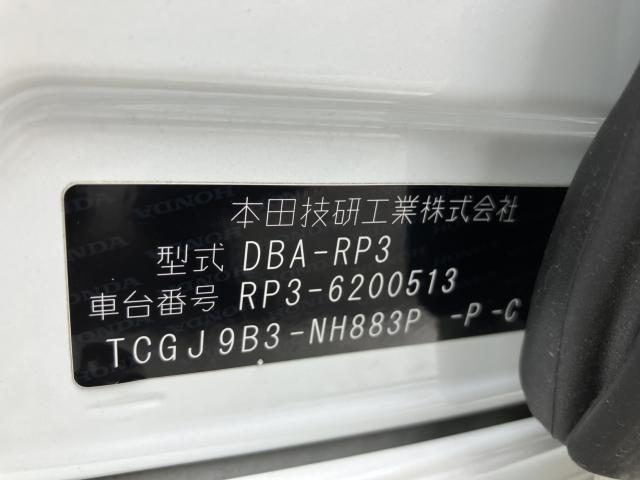 本田技研工業株式会社
型式 DBA-RP3
車台番号 RP3-6200513
TCGJ9B3-NH883P -P-C